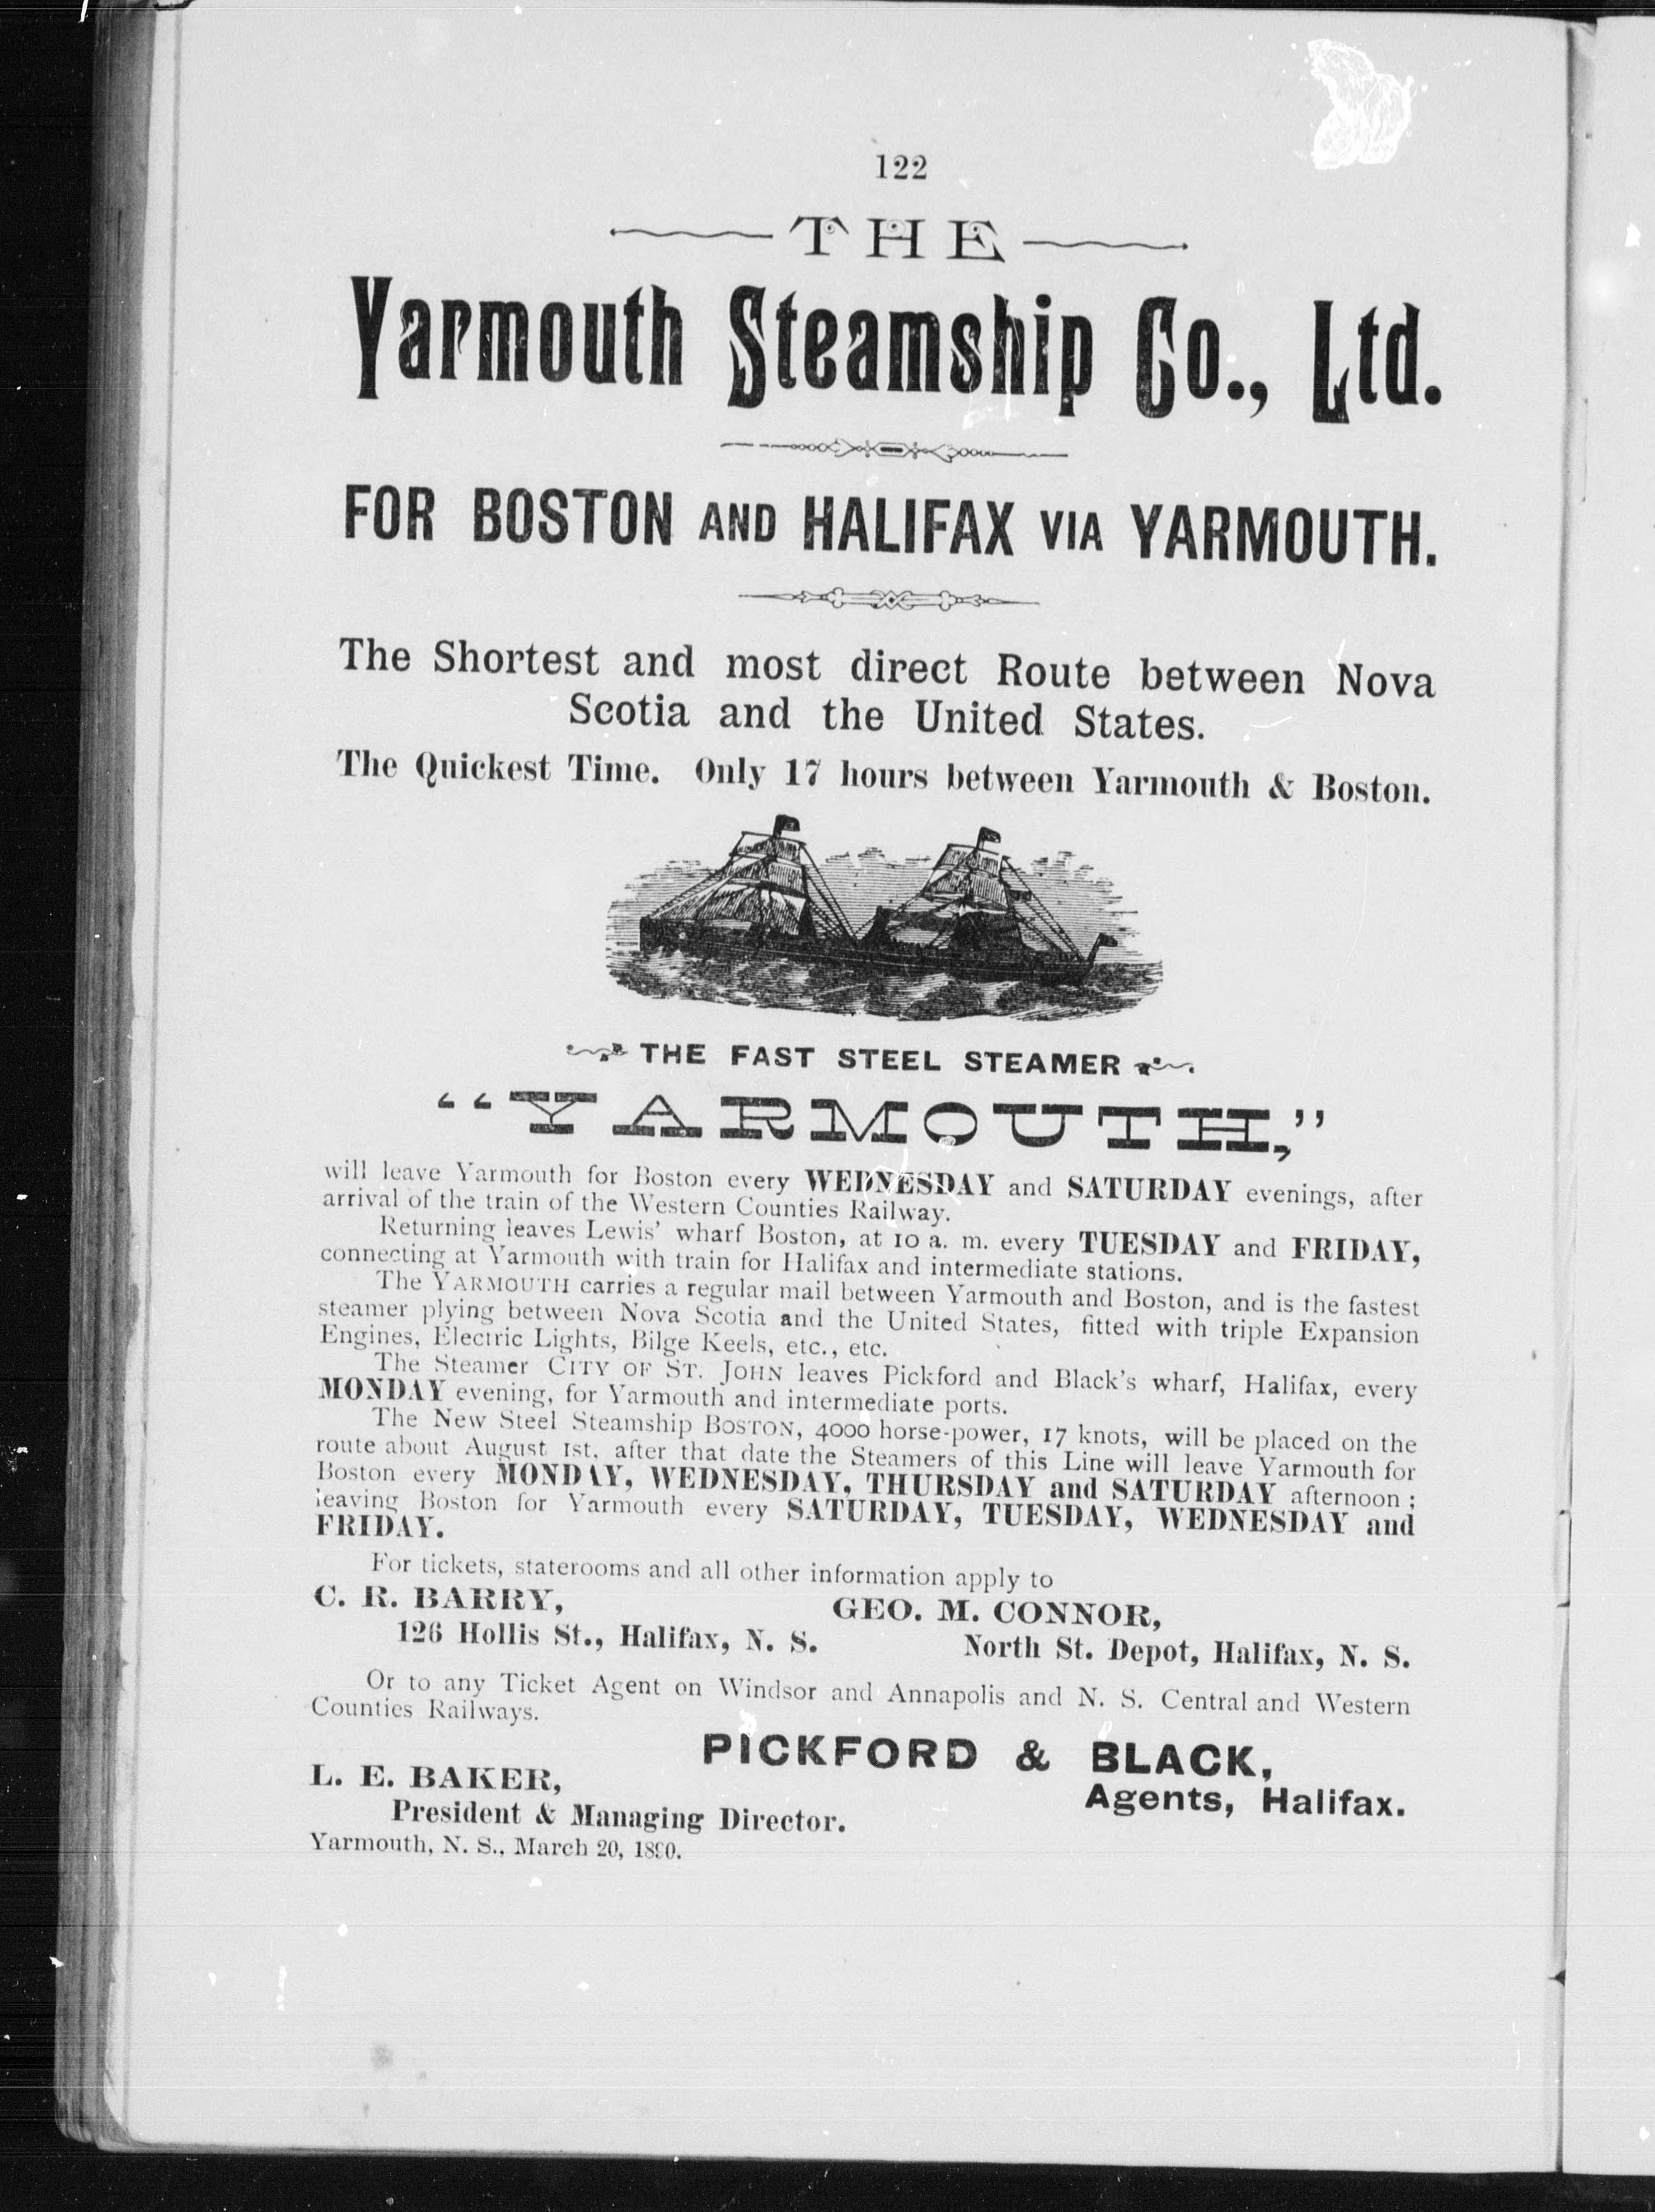 122
THE
Yarmouth Steamship Co., Ltd.
FOR BOSTON AND HALIFAX VIA YARMOUTH.
The Shortest and most direct Route between Nova
Scotia and the United States.
The Quickest Time. Only 17 hours between Yarmouth & Boston.
THE FAST STEEL STEAMER
“YARMOUTH,”
will leave Yarmouth for Boston every WEDNESDAY and SATURDAY evenings, after
arrival of the train of the Western Counties Railway.
Returning leaves Lewis’ wharf Boston, at 10 a. m. every TUESDAY and FRIDAY,
connecting at Yarmouth with train for Halifax and intermediate stations.
The YARMOUTH carries a regular mail between Yarmouth and Boston, and is the fastest
steamer plying between Nova Scotia and the United States, fitted with triple Expansion
Engines, Electric Lights, Bilge Keels, etc., etc.
The Steamer CITY OF ST. JOHN leaves Pickford and Black’s wharf, Halifax, every
MONDAY evening, for Yarmouth and intermediate ports.
The New Steel Steamship BOSTON, 4000 horse-power, 17 knots, will be placed on the
route about August 1st, after that date the Steamers of this Line will leave Yarmouth for
Boston every MONDAY, WEDNESDAY, THURSDAY and SATURDAY afternoon ;
leaving Boston for Yarmouth every SATURDAY, TUESDAY, WEDNESDAY and
FRIDAY.
For tickets, staterooms and all other information apply to
C. R. BARRY,
126 Hollis St., Halifax, N. S.
GEO. M. CONNOR,
North St. Depot, Halifax, N. S.
Or to any Ticket Agent on Windsor and Annapolis and N. S. Central and Western
Counties Railways.
PICKFORD & BLACK,
Agents, Halifax.
L. E. BAKER,
President & Managing Director.
Yarmouth, N. S., March 20, 1890.